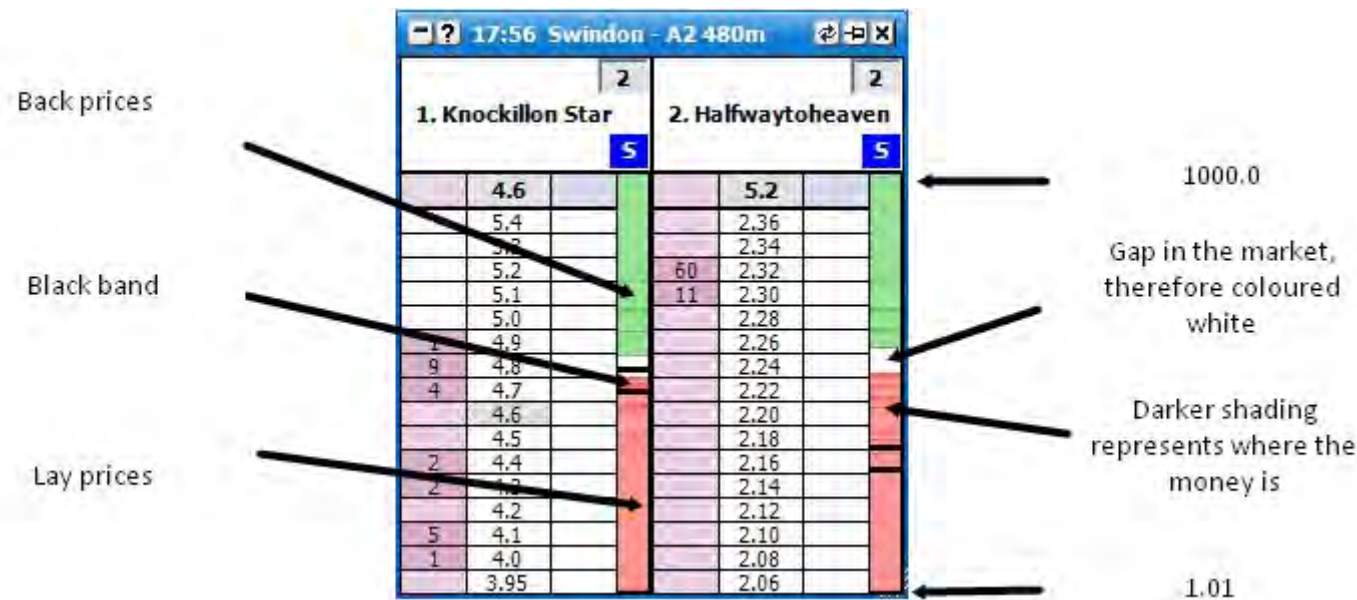 17:56 Swindon - A2 480m
2 2
1. Knockillon Star 2. Halfwaytoheaven
S S
4.6 5.2
5.4 2.36
2.34
5.2 60 2.32
5.1 11 2.30
5.0 2.28
1 4.9 2.26
9 4.8 2.24
4 4.7 2.22
4.6 2.20
4.5 2.18
2 4.4 2.16
2 2.14
4.2 2.12
5 4.1 2.10
1 4.0 2.08
3.95 2.06
Back prices
Black band
Lay prices
1000.0
Gap in the market,
therefore coloured
white
Darker shading
represents where the
money is
1.01